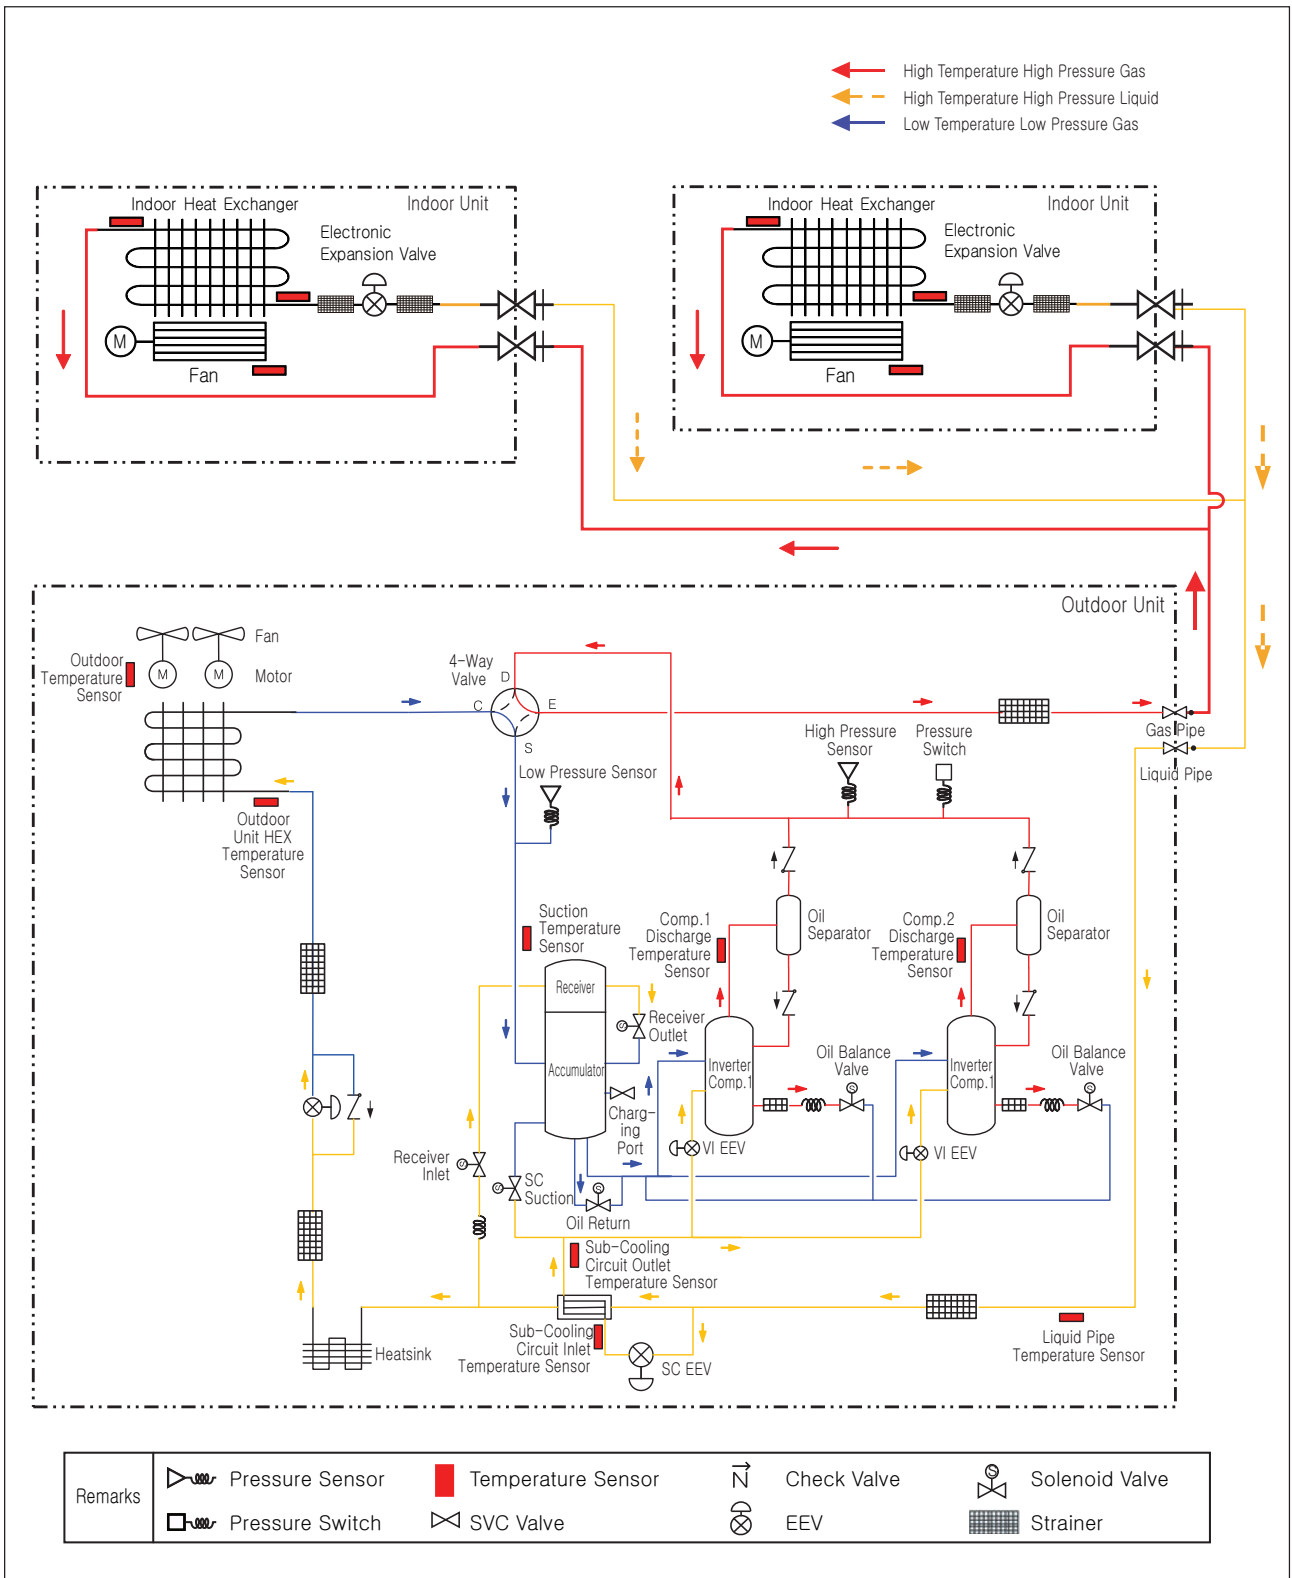 High Temperature High Pressure Gas
High Temperature High Pressure Liquid
Low Temperature Low Pressure Gas
Indoor Heat Exchanger
Indoor Unit
Electronic
Expansion Valve
M
Fan
Indoor Heat Exchanger
Indoor Unit
Electronic
Expansion Valve
M
Fan
Outdoor Unit
Fan
Outdoor
Temperature
Sensor
M
M
Motor
4-Way
Valve
D
C
E
S
Gas Pipe
Liquid Pipe
High Pressure
Sensor
Pressure
Switch
Low Pressure Sensor
Outdoor
Unit HEX
Temperature
Sensor
Suction
Temperature
Sensor
Comp.1
Discharge
Temperature
Sensor
Oil
Separator
Comp.2
Discharge
Temperature
Sensor
Oil
Separator
Receiver
S
Receiver
Outlet
Accumulator
Inverter
Comp.1
Oil Balance
Valve
S
Inverter
Comp.1
Oil Balance
Valve
S
Charg-
ing
Port
VI EEV
VI EEV
Receiver
Inlet
S
S
SC
Suction
S
Oil Return
Sub-Cooling
Circuit Outlet
Temperature Sensor
Sub-Cooling
Circuit Inlet
Temperature Sensor
SC EEV
Heatsink
Liquid Pipe
Temperature Sensor
Remarks
Pressure Sensor
Temperature Sensor
Check Valve
S
Solenoid Valve
Pressure Switch
SVC Valve
EEV
Strainer